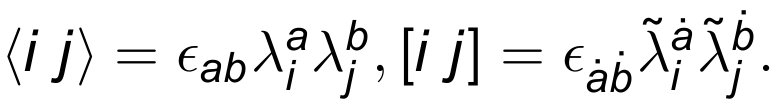 ⟨i j⟩ = ϵ_{ab} λ_i^a λ_j^b, [i j] = ϵ_{ȧḃ} λ̃_i^{ȧ} λ̃_j^{ḃ}.